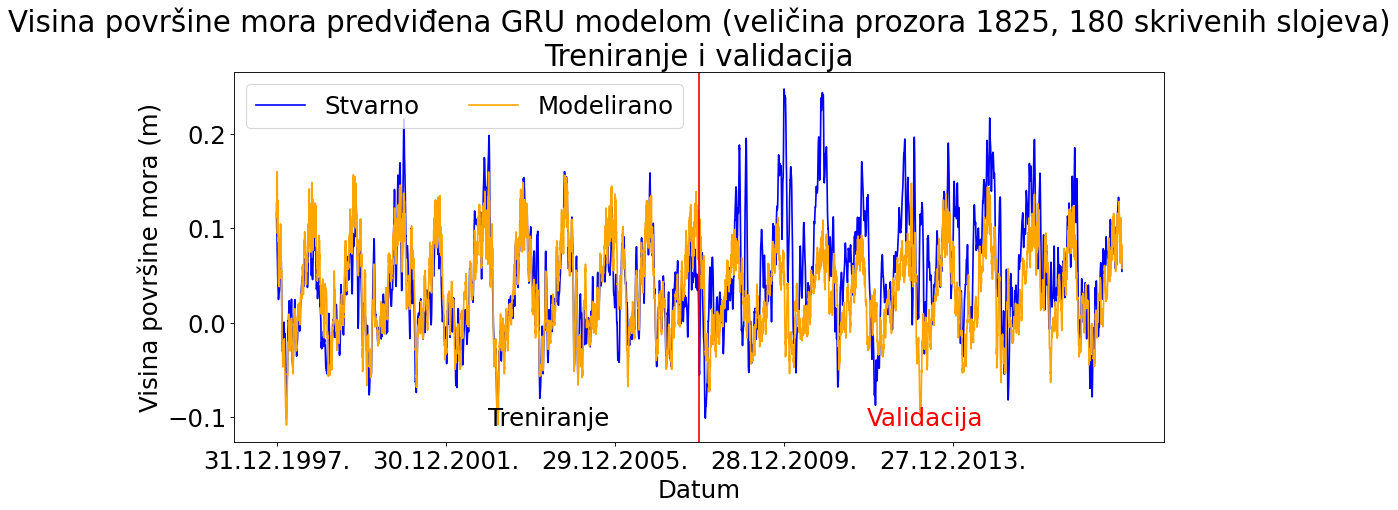 Visina površine mora predviđena GRU modelom (veličina prozora 1825, 180 skrivenih slojeva)
Treniranje i validacija
Stvarno Modelirano
Visina površine mora (m)
0.2
0.1
0.0
−0.1
Treniranje Validacija
31.12.1997. 30.12.2001. 29.12.2005. 28.12.2009. 27.12.2013.
Datum